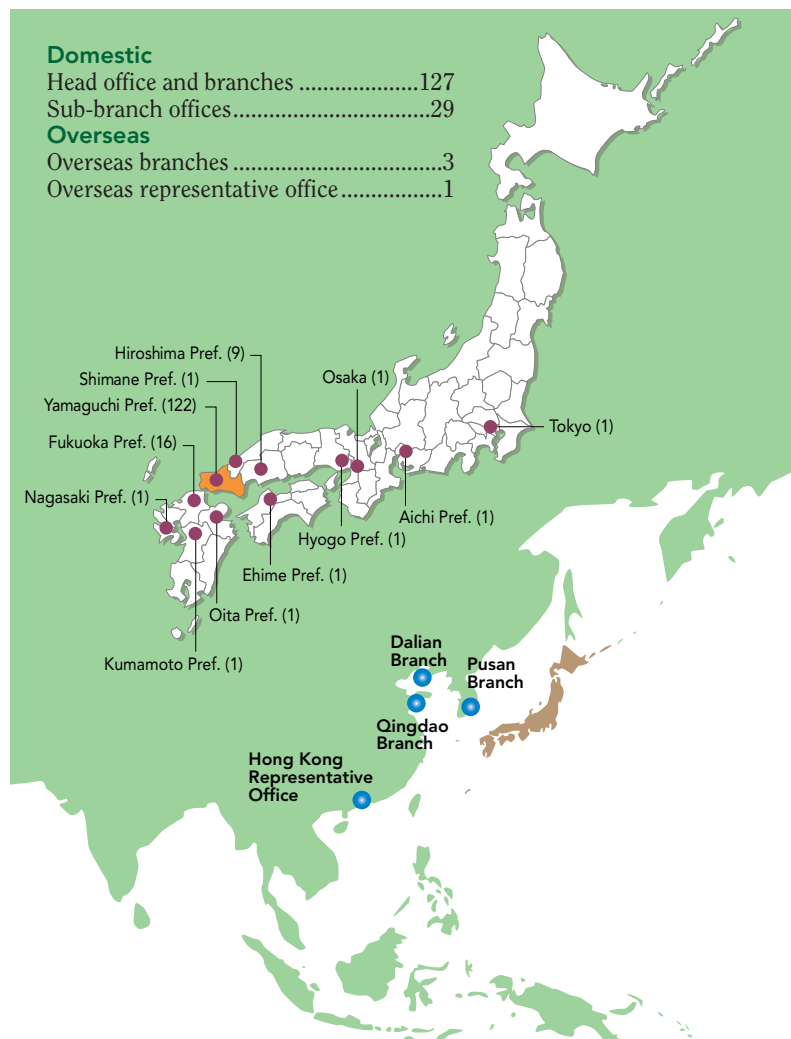 Domestic
Head office and branches ....................127
Sub-branch offices.................................29
Overseas
Overseas branches ...................................3
Overseas representative office.................1
Hiroshima Pref. (9)
Shimane Pref. (1)
Osaka (1)
Yamaguchi Pref. (122)
Tokyo (1)
Fukuoka Pref. (16)
Nagasaki Pref. (1)
Aichi Pref. (1)
Hyogo Pref. (1)
Ehime Pref. (1)
Oita Pref. (1)
Kumamoto Pref. (1)
Dalian
Branch
Pusan
Branch
Qingdao
Branch
Hong Kong
Representative
Office